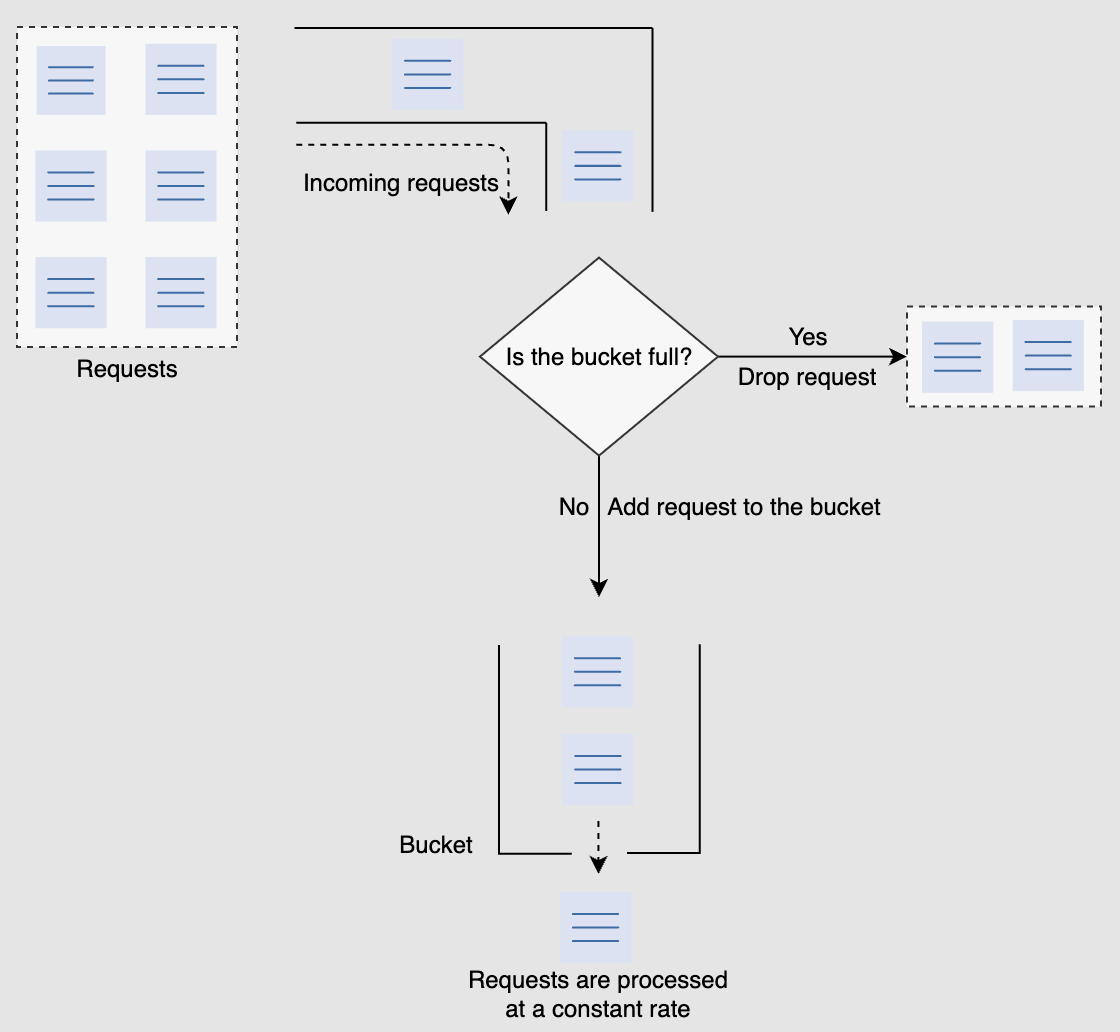 Incoming requests
Requests
Is the bucket full?
Yes
Drop request
No
Add request to the bucket
Bucket
Requests are processed
at a constant rate